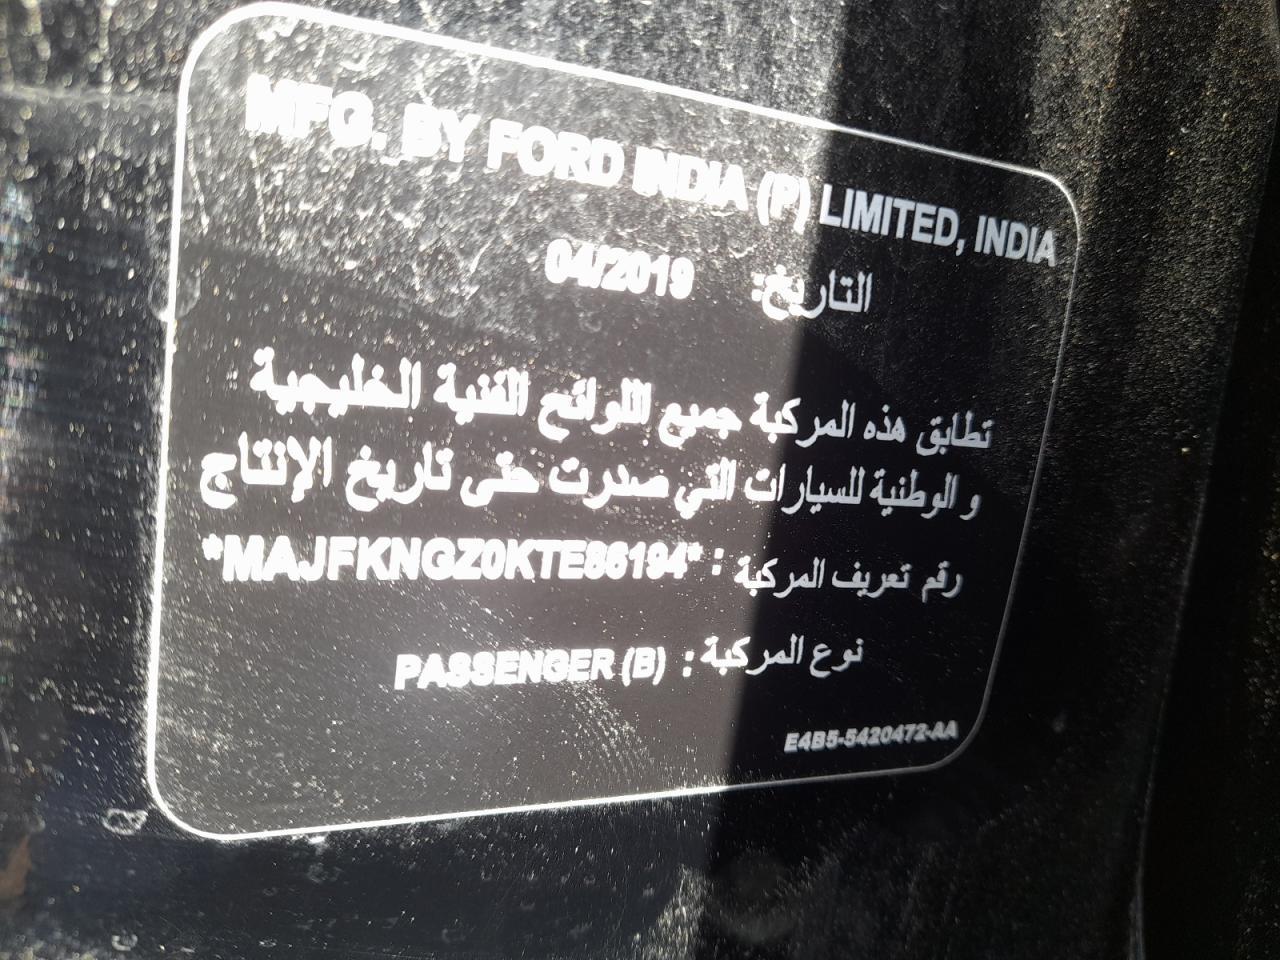 MFG. BY FORD INDIA (P) LIMITED, INDIA
التاريخ: 04/2019
تطابق هذه المركبة جميع اللوائح الفنية الخليجية
و الوطنية للسيارات التي صدرت حتى تاريخ الإنتاج
رقم تعريف المركبة : *MAJFKNGZ0KTE86194*
نوع المركبة : PASSENGER (B)
E4B5-5420472-AA